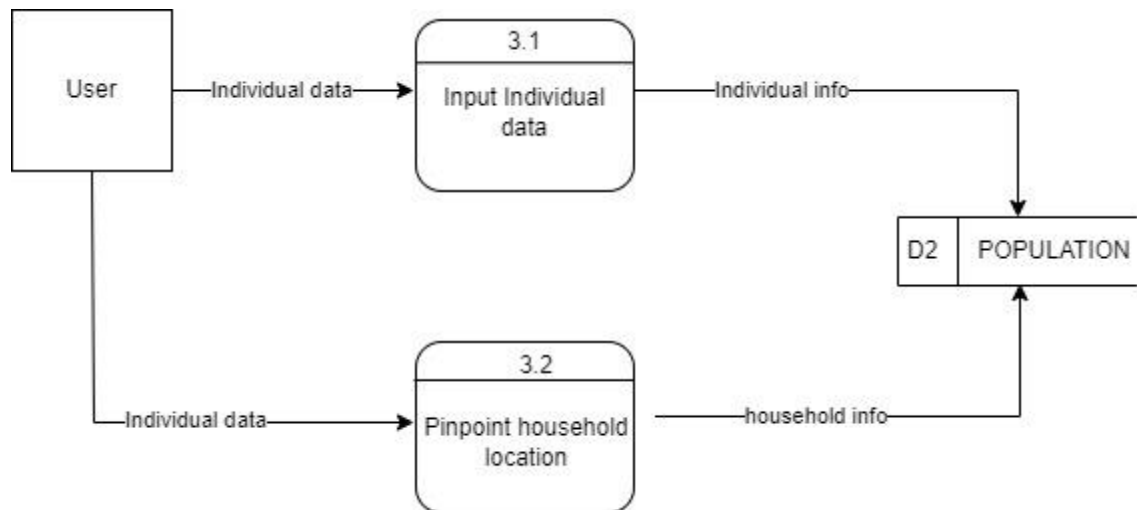 3.1
User
Individual data
Input Individual
data
Individual info
D2
POPULATION
3.2
Individual data
Pinpoint household
location
household info